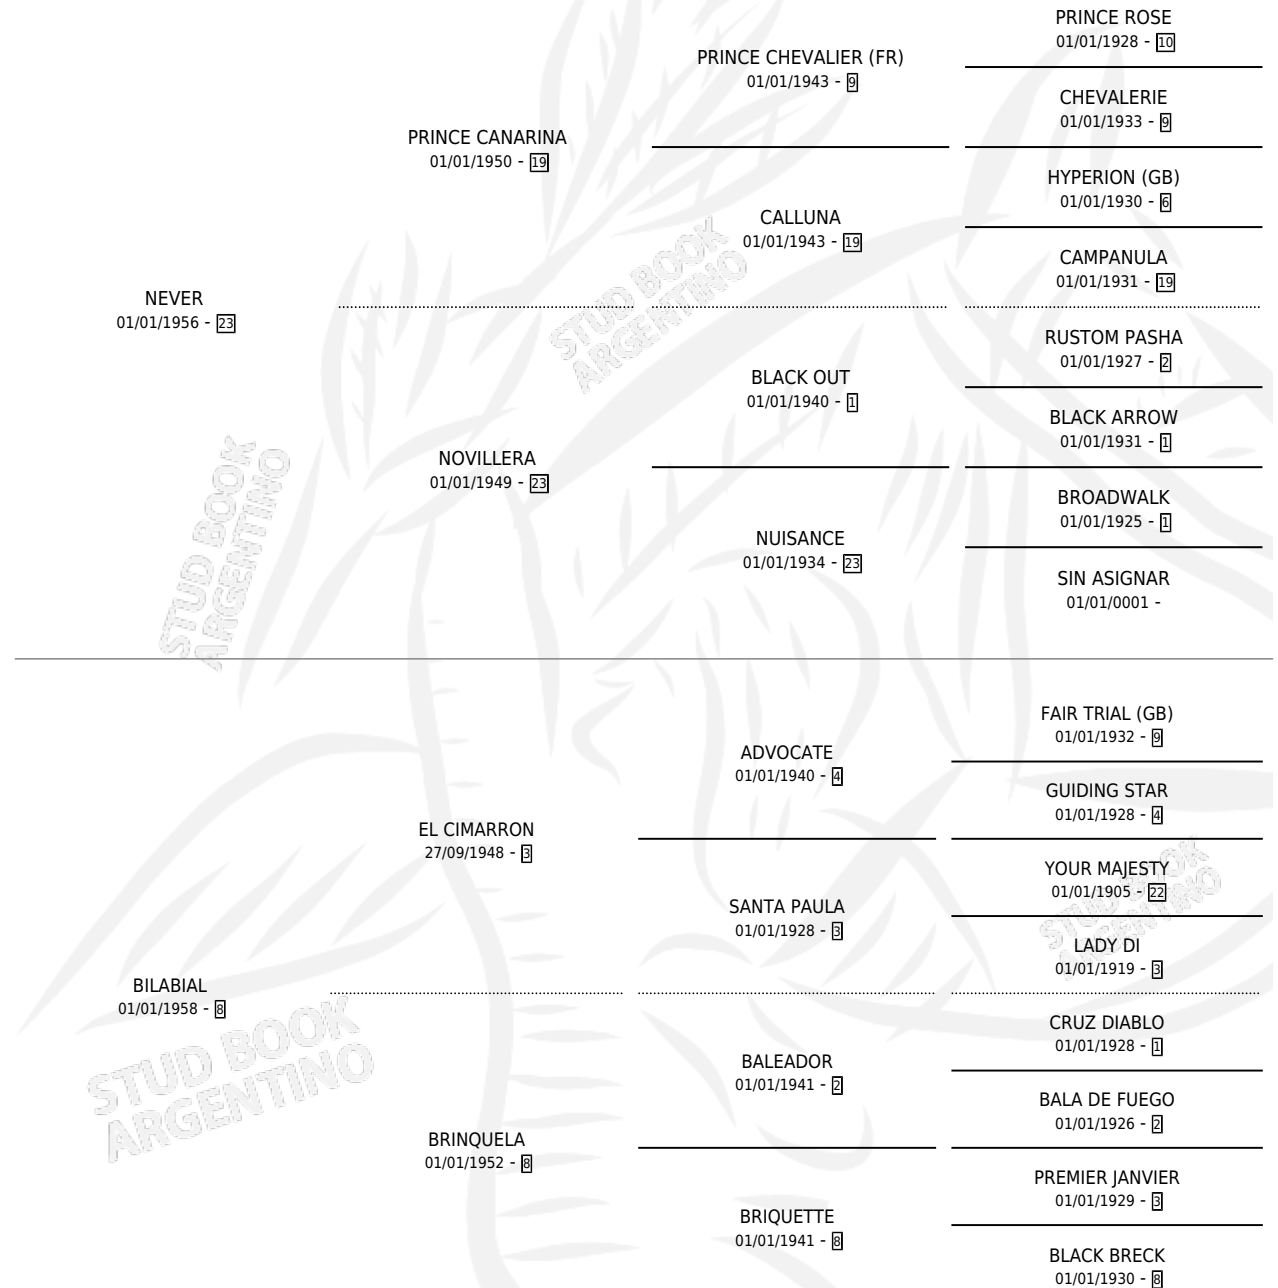 PRINCE ROSE
01/01/1928 - 10
PRINCE CHEVALIER (FR)
01/01/1943 - 9
CHEVALERIE
01/01/1933 - 9
PRINCE CANARINA
01/01/1950 - 19
HYPERION (GB)
01/01/1930 - 6
CALLUNA
01/01/1943 - 19
CAMPANULA
01/01/1931 - 19
NEVER
01/01/1956 - 23
STUD BOOK
ARGENTINO
RUSTOM PASHA
01/01/1927 - 2
BLACK OUT
01/01/1940 - 1
BLACK ARROW
01/01/1931 - 1
NOVILLERA
01/01/1949 - 23
BROADWALK
01/01/1925 - 1
NUISANCE
01/01/1934 - 23
SIN ASIGNAR
01/01/0001 -
STUD BOOK
ARGENTINO
FAIR TRIAL (GB)
01/01/1932 - 9
ADVOCATE
01/01/1940 - 4
GUIDING STAR
01/01/1928 - 4
EL CIMARRON
27/09/1948 - 3
YOUR MAJESTY
01/01/1905 - 22
SANTA PAULA
01/01/1928 - 3
LADY DI
01/01/1919 - 3
STUD BOOK
ARGENTINO
BILABIAL
01/01/1958 - 8
CRUZ DIABLO
01/01/1928 - 1
BALEADOR
01/01/1941 - 2
BALA DE FUEGO
01/01/1926 - 2
STUD BOOK
ARGENTINO
BRINQUELA
01/01/1952 - 8
PREMIER JANVIER
01/01/1929 - 3
BRIQUETTE
01/01/1941 - 8
BLACK BRECK
01/01/1930 - 8